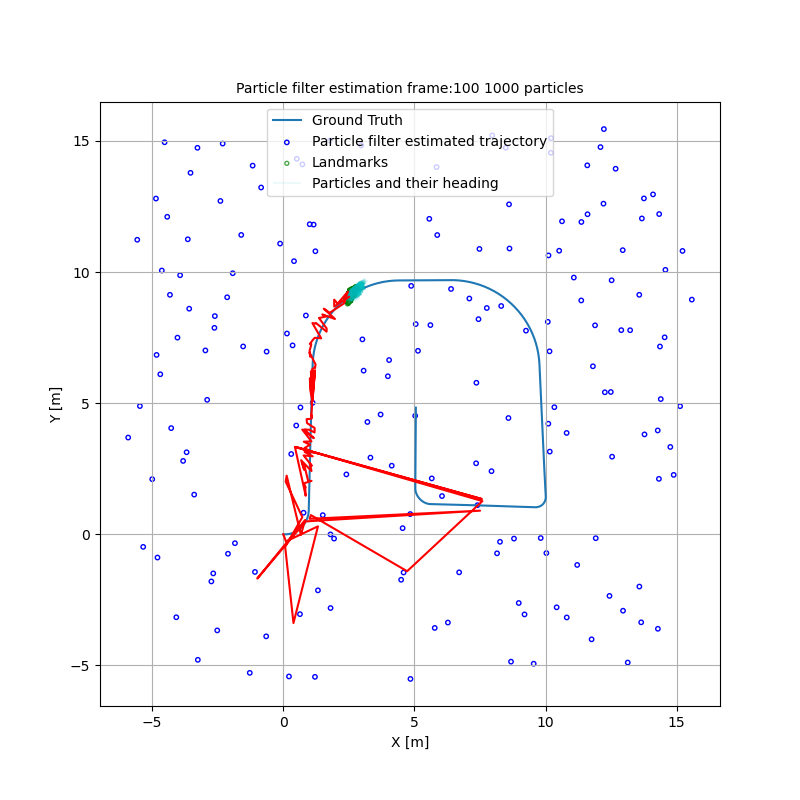 Particle filter estimation frame:100 1000 particles
Ground Truth
Particle filter estimated trajectory
Landmarks
Particles and their heading
15
10
5
0
−5
Y [m]
−5 0 5 10 15
X [m]